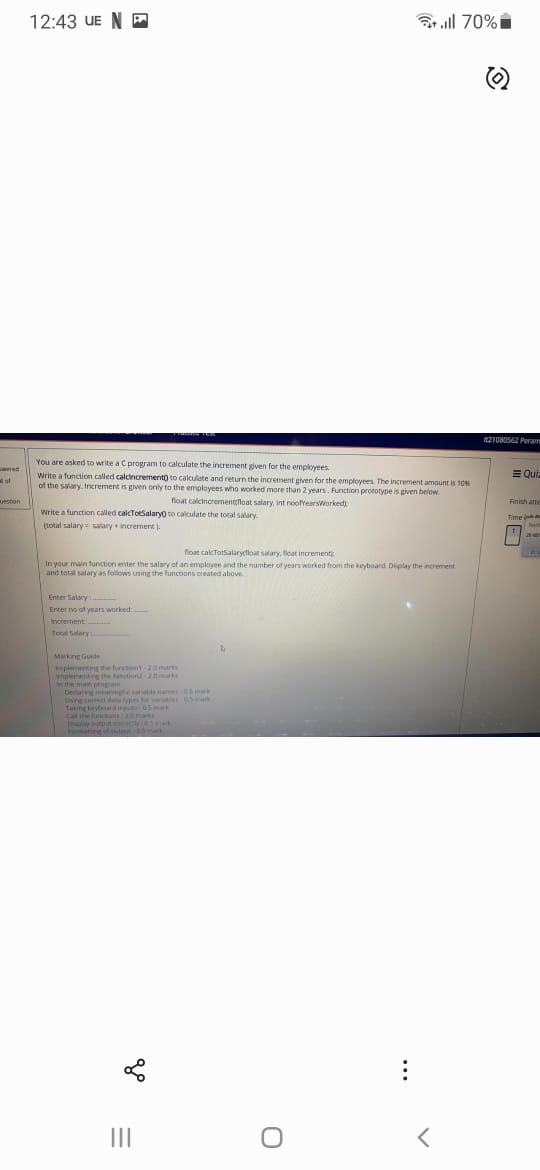 12:43 UE N 70%
it21080562 Peram
You are asked to write a C program to calculate the increment given for the employees.
Quiz
Write a function called calcIncrement() to calculate and return the increment given for the employees. The increment amount is 10%
of the salary. Increment is given only to the employees who worked more than 2 years. Function prototype is given below.
float calcIncrement(float salary, int noofYearsWorked);
Finish atte
Write a function called calcTotSalary() to calculate the total salary.
Time
(total salary = salary + increment ).
1
float calcTotSalary(float salary, float increment);
In your main function enter the salary of an employee and the number of years worked from the keyboard. Display the increment
and total salary as follows using the functions created above.
Enter Salary : ............
Enter no of years worked: .......
Increment: ............
Total Salary : ..................
Marking Guide
Implementing the function1 - 2.0 marks
Implementing the function2 - 2.0 marks
In the main program
Declaring meaningful variable names - 0.5 mark
Using correct data types for variables - 0.5 mark
Taking keyboard inputs - 0.5 mark
Call the functions - 2.0 marks
Display output correctly - 0.5 mark
Formatting of output - 0.5 mark